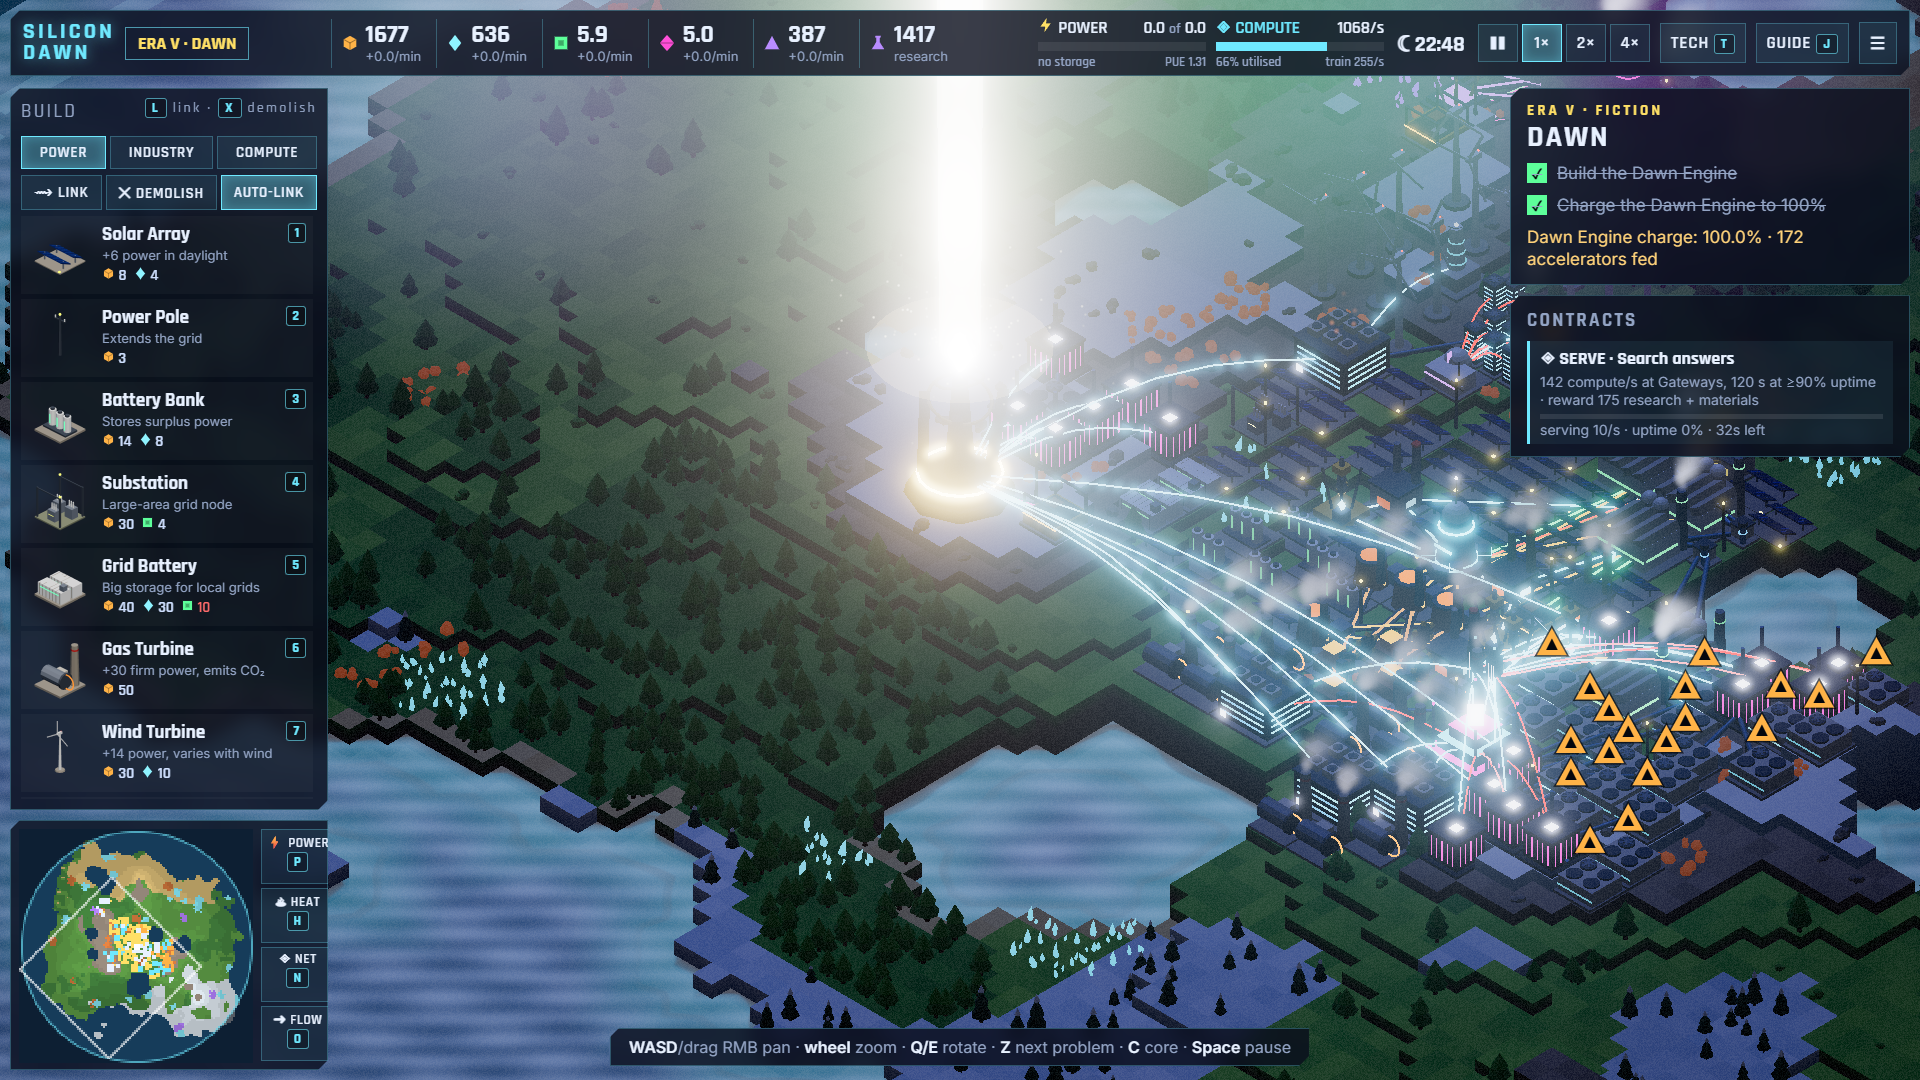 SILICON DAWN
ERA V · DAWN
1677
+0.0/min
636
+0.0/min
5.9
+0.0/min
5.0
+0.0/min
387
+0.0/min
1417
research
POWER 0.0 of 0.0
no storage PUE 1.31
COMPUTE 1068/s
66% utilised train 255/s
22:48
1×
2×
4×
TECH T
GUIDE J
BUILD L link · X demolish
POWER INDUSTRY COMPUTE
LINK DEMOLISH AUTO-LINK
Solar Array 1
+6 power in daylight
8 4
Power Pole 2
Extends the grid
3
Battery Bank 3
Stores surplus power
14 8
Substation 4
Large-area grid node
30 4
Grid Battery 5
Big storage for local grids
40 30 10
Gas Turbine 6
+30 firm power, emits CO₂
50
Wind Turbine 7
+14 power, varies with wind
30 10
POWER
P
HEAT
H
NET
N
FLOW
O
ERA V · FICTION
DAWN
Build the Dawn Engine
Charge the Dawn Engine to 100%
Dawn Engine charge: 100.0% · 172
accelerators fed
CONTRACTS
SERVE · Search answers
142 compute/s at Gateways, 120 s at ≥90% uptime
· reward 175 research + materials
serving 10/s · uptime 0% · 32s left
WASD/drag RMB pan · wheel zoom · Q/E rotate · Z next problem · C core · Space pause